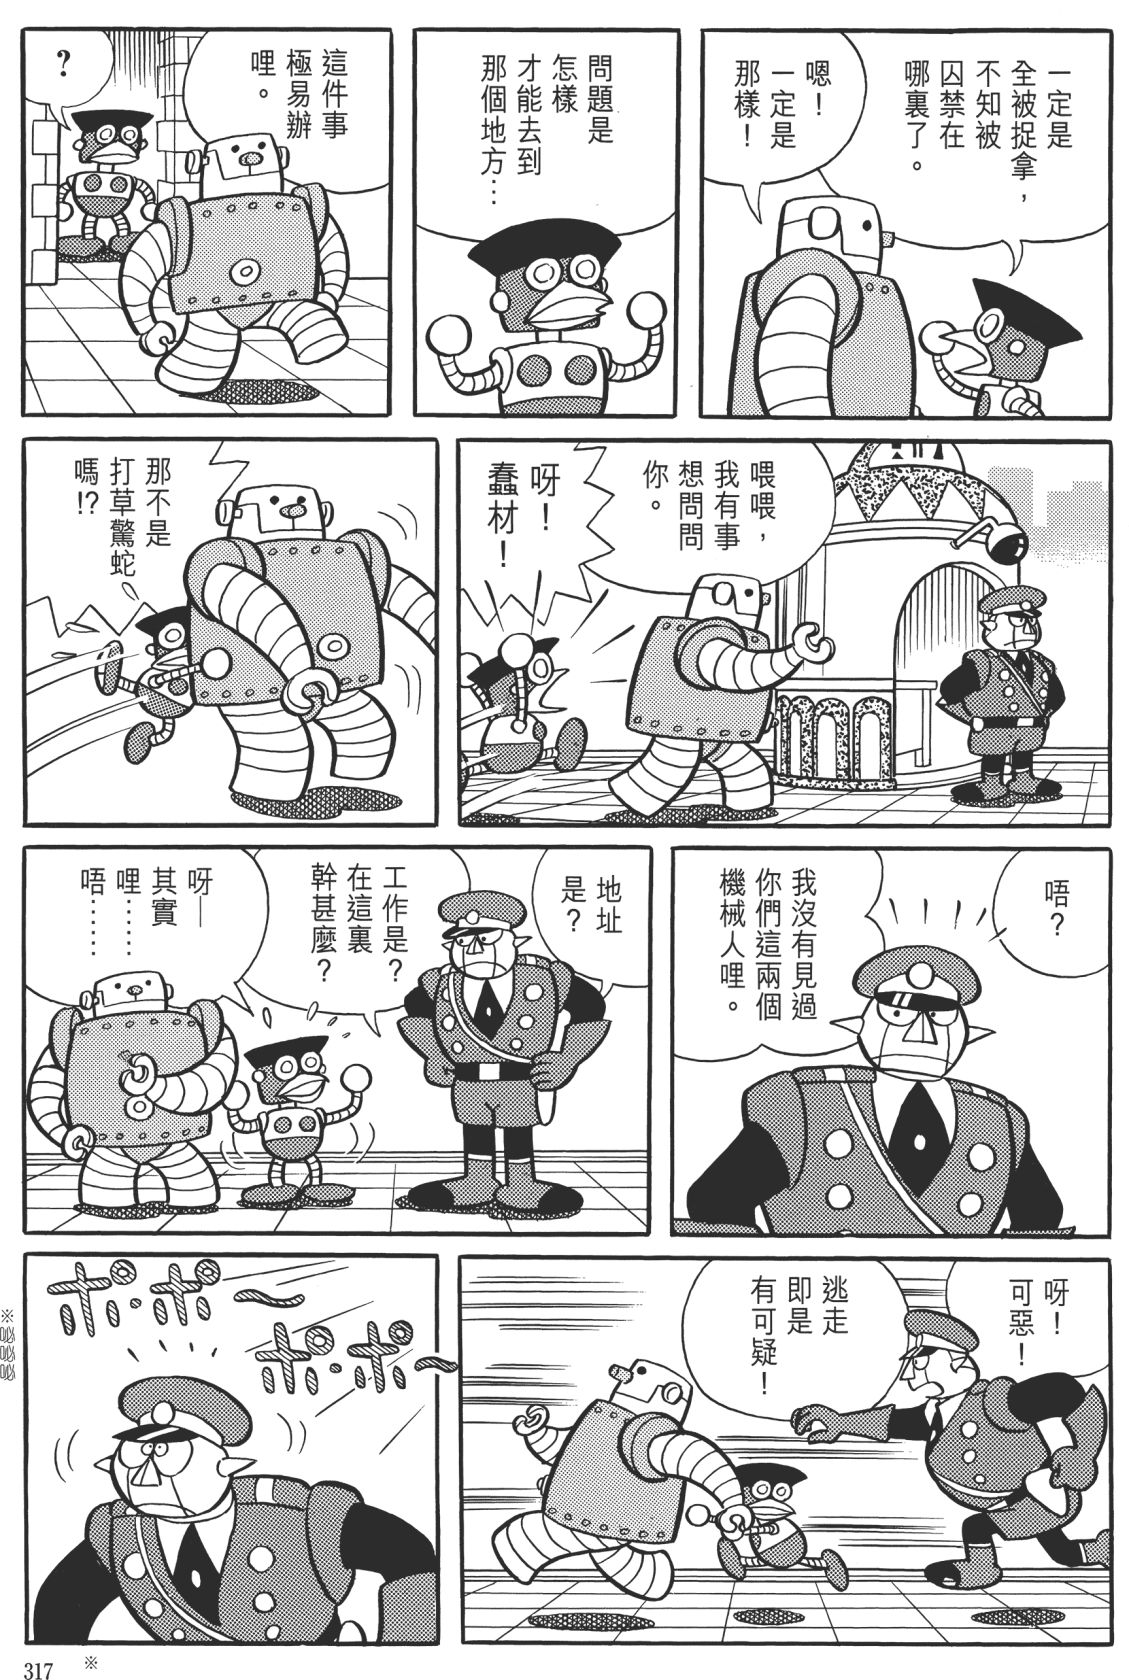 一定是
全被捉拿，
不知被
囚禁在
哪裏了。
嗯！
一定是
那樣！
問題是
怎樣
才能去到
那個地方…
這件事
極易辦
哩。
？
喂喂，
我有事
想問問
你。
呀！
蠢材！
那不是
打草驚蛇
嗎!?
唔？
我沒有見過
你們這兩個
機械人哩。
地址
是？
工作是？
在這裏
幹甚麼？
呀—
其實
哩……
唔……
呀！
可惡！
逃走
即是
有可疑！
ポ・ポ〜
ポ・ポ〜
※
317